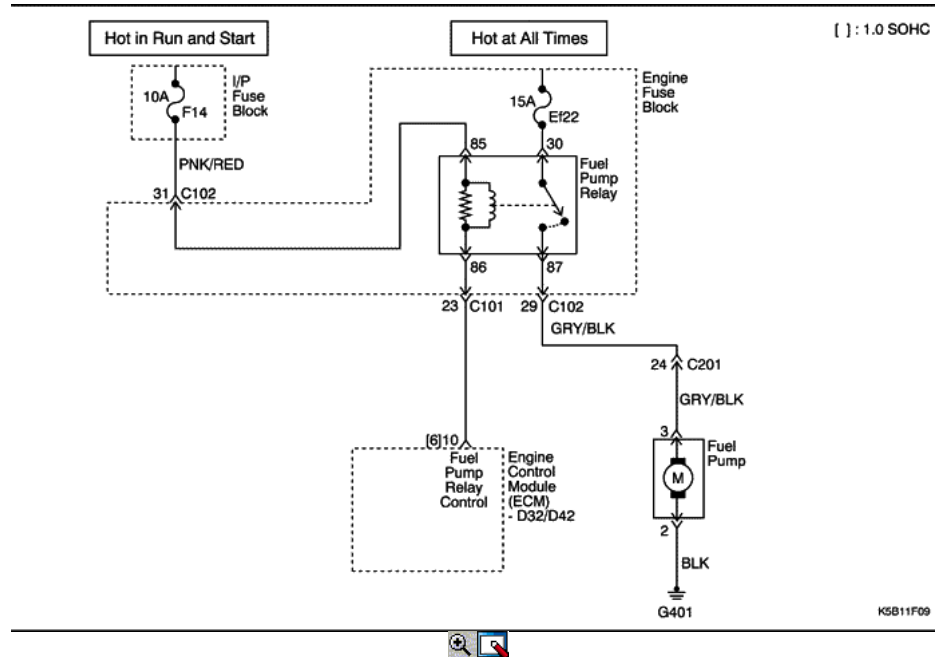 Hot in Run and Start
Hot at All Times
[ ] : 1.0 SOHC
10A
F14
I/P
Fuse
Block
15A
Ef22
Engine
Fuse
Block
PNK/RED
31
C102
85
30
Fuel
Pump
Relay
86
87
23
C101
29
C102
GRY/BLK
24
C201
GRY/BLK
[6]10
Fuel
Pump
Relay
Control
Engine
Control
Module
(ECM)
- D32/D42
3
Fuel
Pump
M
2
BLK
G401
K5B11F09